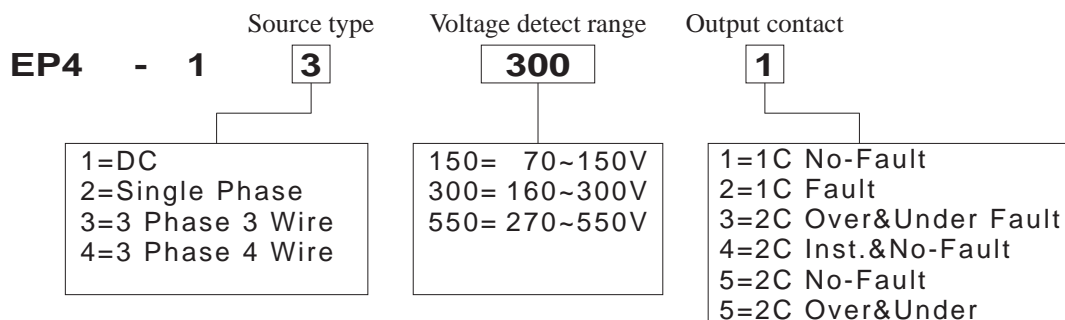 Source type Voltage detect range Output contact
EP4 - 1 3 300 1
1=DC
2=Single Phase
3=3 Phase 3 Wire
4=3 Phase 4 Wire
150= 70~150V
300= 160~300V
550= 270~550V
1=1C No-Fault
2=1C Fault
3=2C Over&Under Fault
4=2C Inst.&No-Fault
5=2C No-Fault
5=2C Over&Under